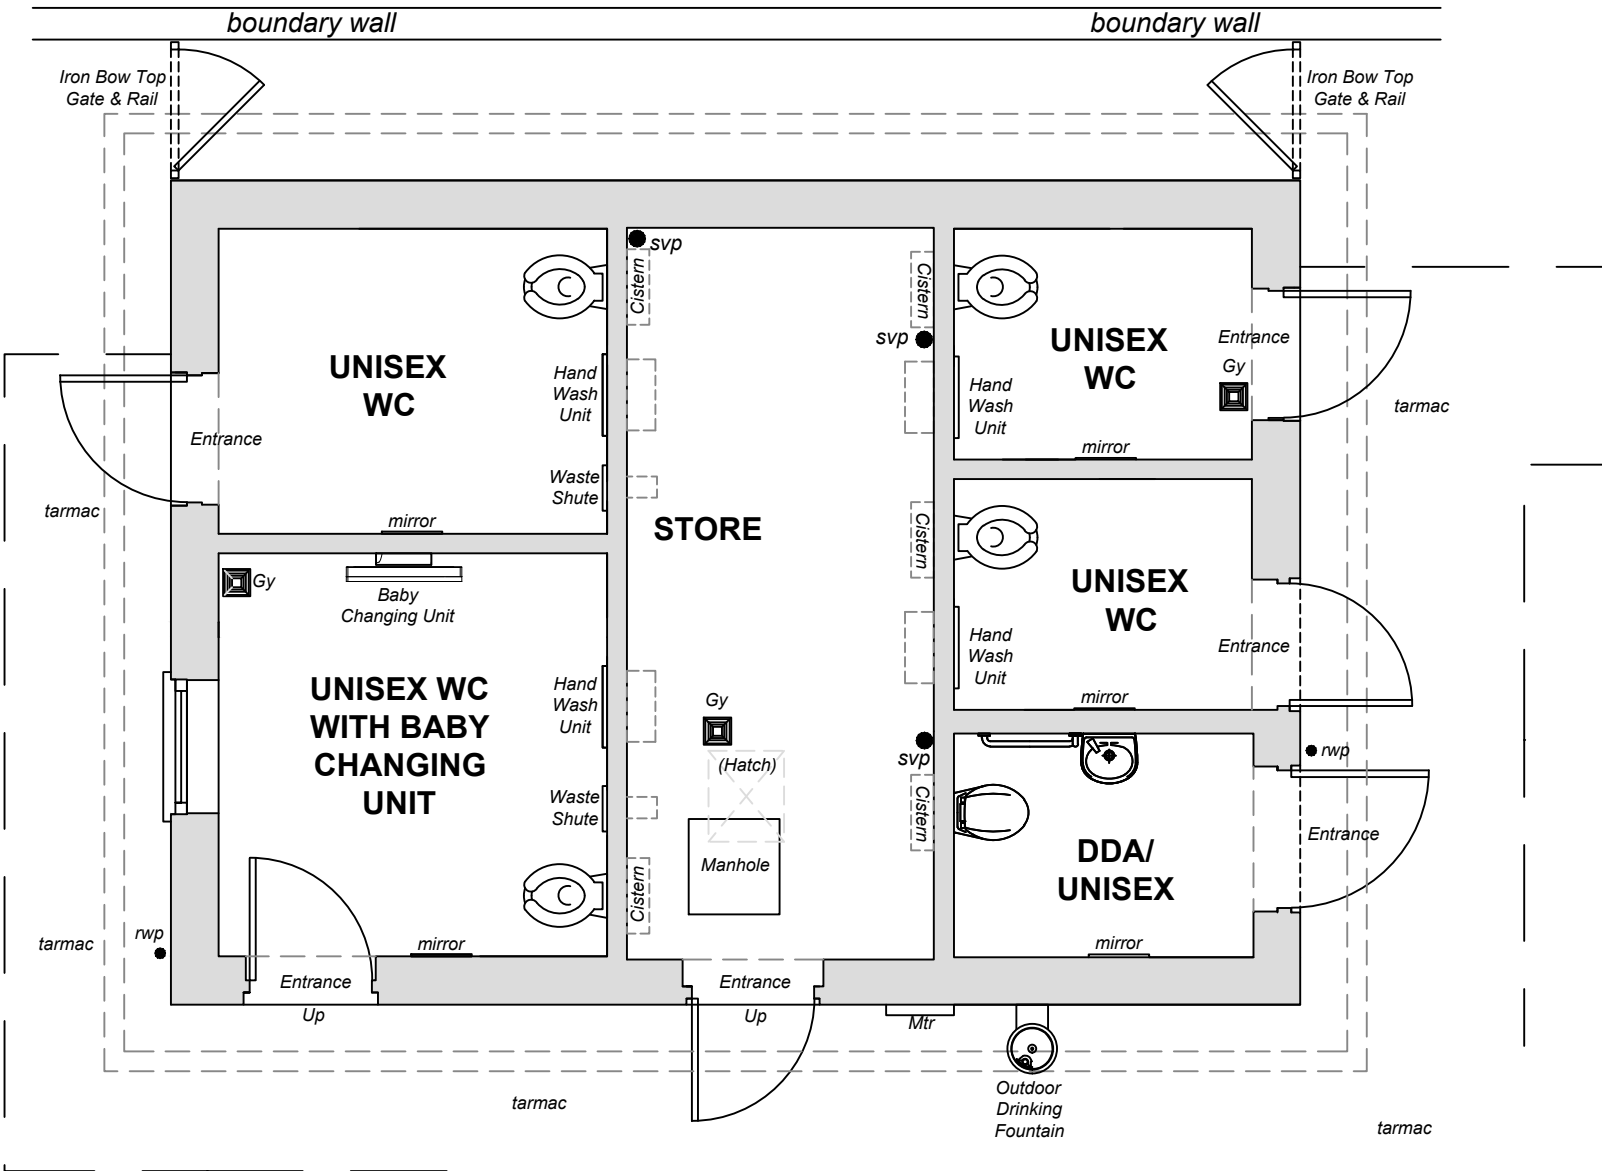 boundary wall
boundary wall
Iron Bow Top
Gate & Rail
Iron Bow Top
Gate & Rail
svp
Cistern
UNISEX
WC
Hand
Wash
Unit
Entrance
Waste
Shute
mirror
tarmac
Cistern
svp
UNISEX
WC
Entrance
Gy
Hand
Wash
Unit
mirror
tarmac
STORE
Cistern
UNISEX
WC
Hand
Wash
Unit
Entrance
mirror
Gy
Baby
Changing Unit
UNISEX WC
WITH BABY
CHANGING
UNIT
Hand
Wash
Unit
Waste
Shute
Cistern
mirror
Gy
(Hatch)
Manhole
svp
Cistern
rwp
Entrance
DDA/
UNISEX
mirror
tarmac
rwp
Entrance
Up
Entrance
Up
Mtr
Outdoor
Drinking
Fountain
tarmac
tarmac